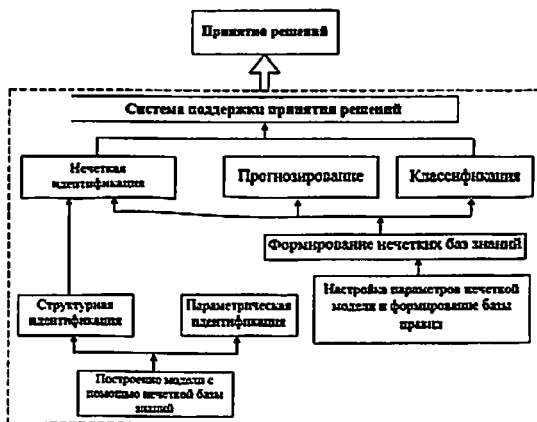 Принятие решений
Система поддержки принятия решений
Нечеткая
идентификация
Прогнозирование
Классификация
Формирование нечетких баз знаний
Структурная
идентификация
Параметрическая
идентификация
Настройка параметров нечеткой
модели и формирование базы
правил
Построение модели с
помощью нечеткой базы
знаний